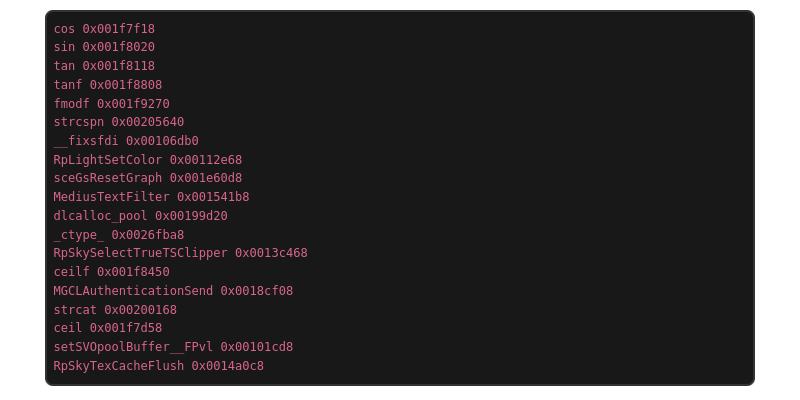 cos 0x001f7f18
sin 0x001f8020
tan 0x001f8118
tanf 0x001f8808
fmodf 0x001f9270
strcspn 0x00205640
__fixsfdi 0x00106db0
RpLightSetColor 0x00112e68
sceGsResetGraph 0x001e60d8
MediusTextFilter 0x001541b8
dlcalloc_pool 0x00199d20
_ctype_ 0x0026fba8
RpSkySelectTrueTSClipper 0x0013c468
ceilf 0x001f8450
MGCLAuthenticationSend 0x0018cf08
strcat 0x00200168
ceil 0x001f7d58
setSVOpoolBuffer__FPvl 0x00101cd8
RpSkyTexCacheFlush 0x0014a0c8